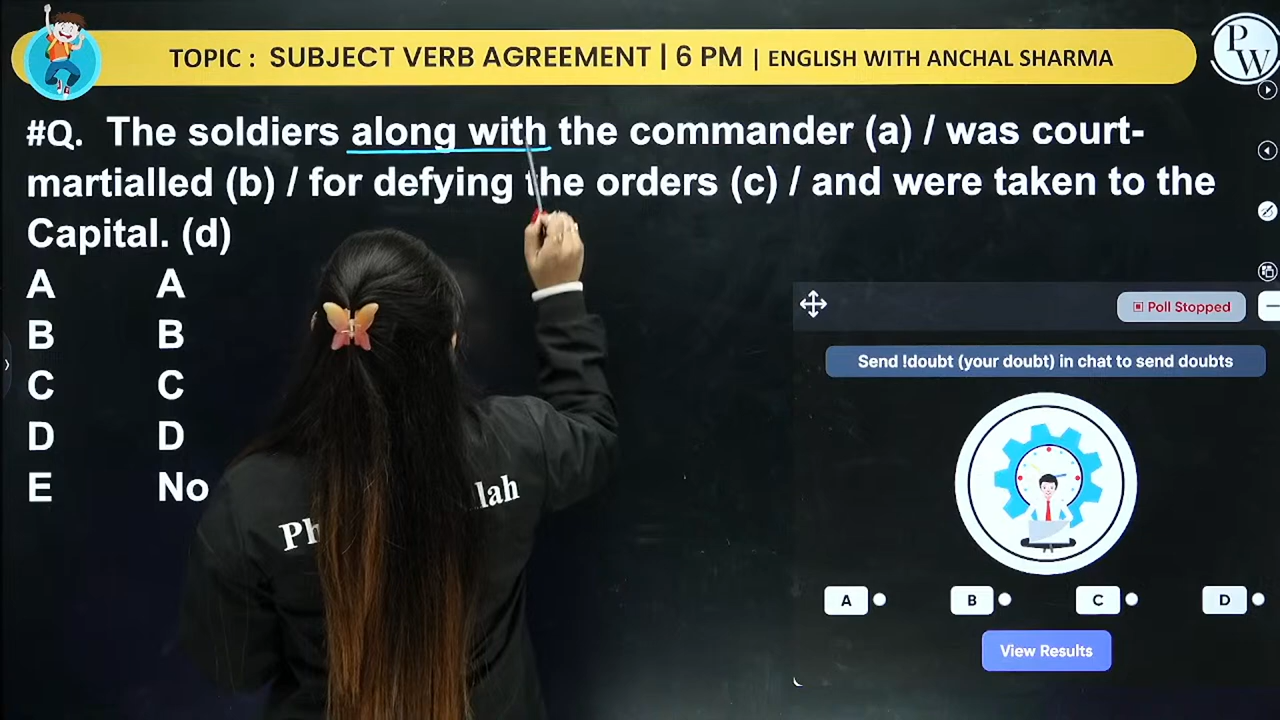 TOPIC : SUBJECT VERB AGREEMENT | 6 PM | ENGLISH WITH ANCHAL SHARMA
P
W
#Q. The soldiers along with the commander (a) / was court-
martialled (b) / for defying the orders (c) / and were taken to the
Capital. (d)
A A
B B
C C
D D
E No
Poll Stopped
Send !doubt (your doubt) in chat to send doubts
A B C D
View Results